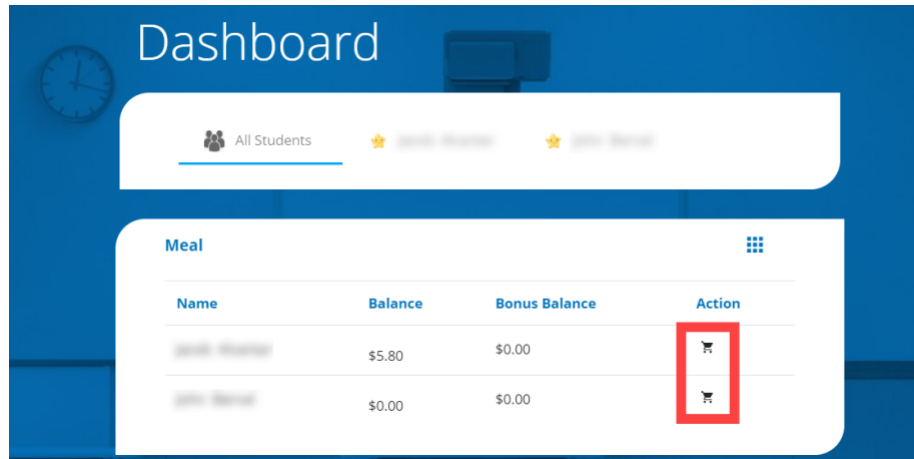 Dashboard
All Students
Meal
Name Balance Bonus Balance Action
$5.80 $0.00
$0.00 $0.00